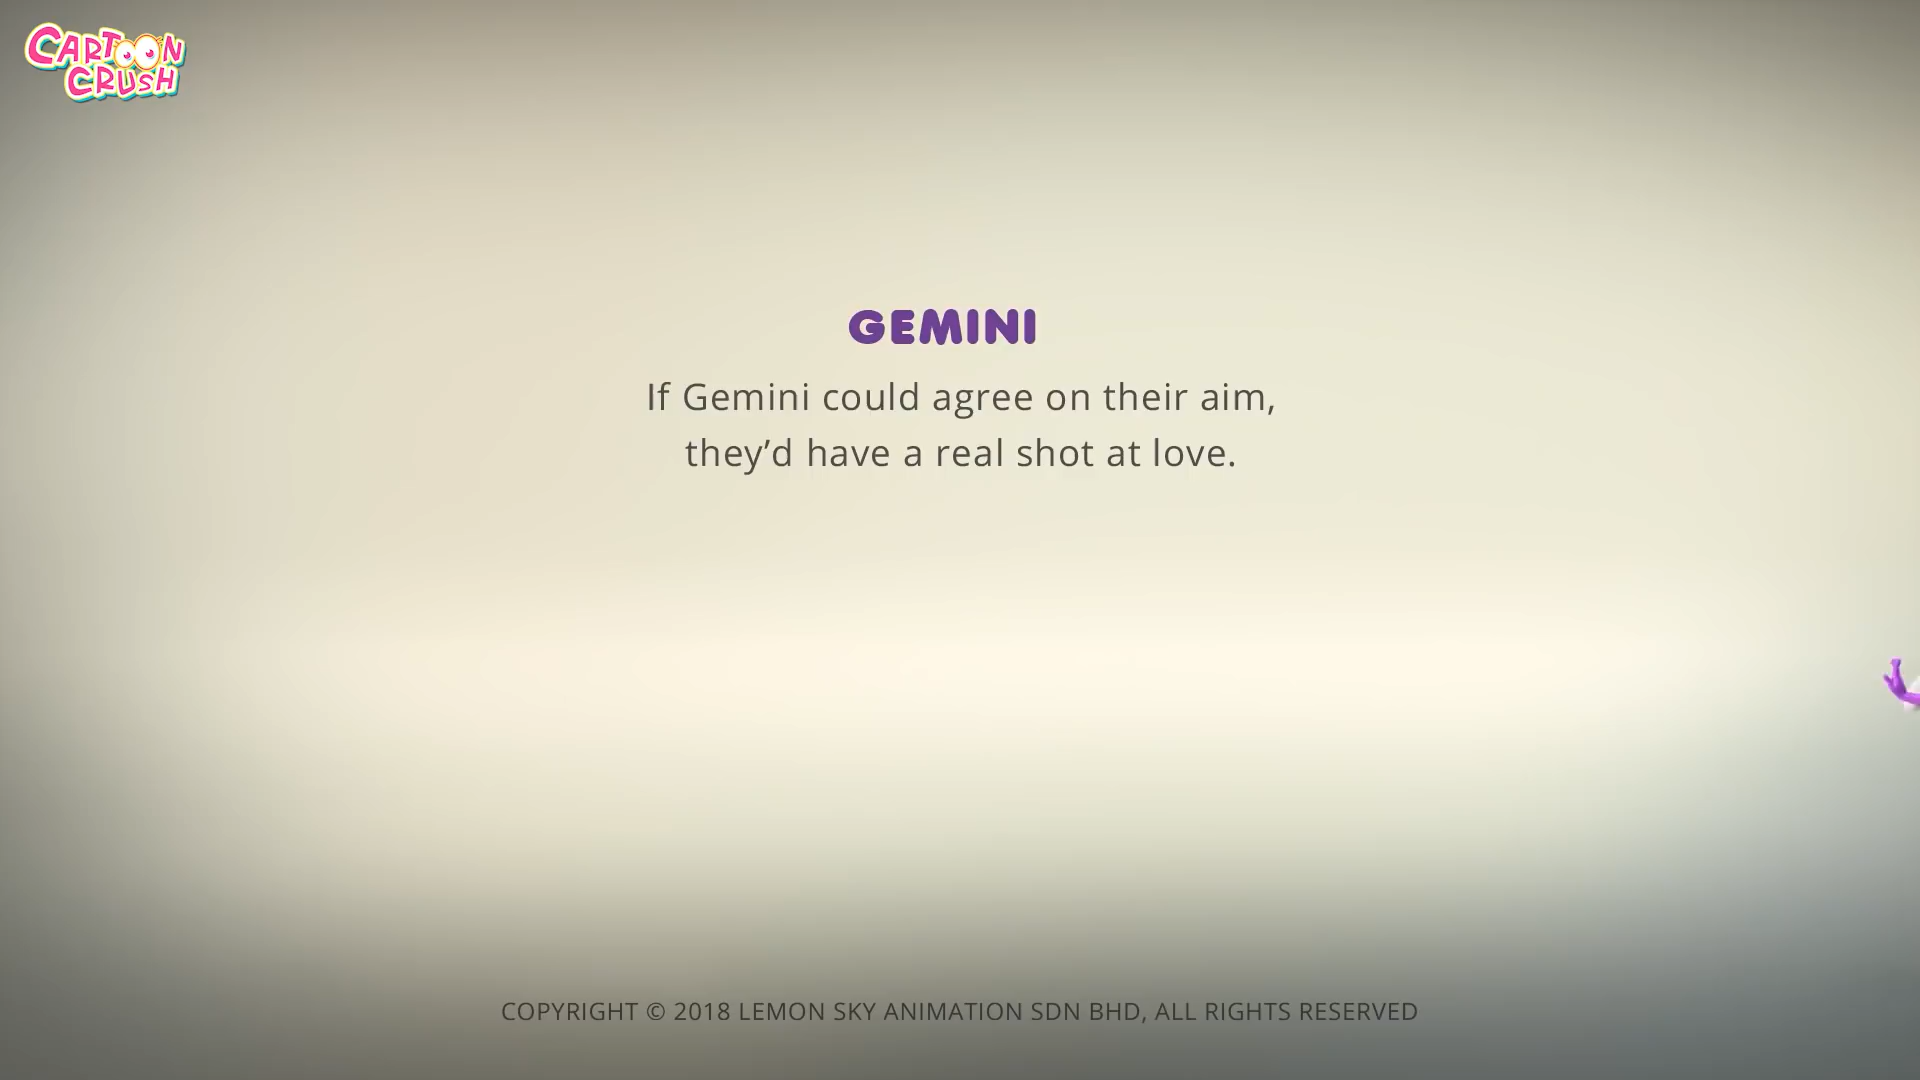 CARTOON
CRUSH
GEMINI
If Gemini could agree on their aim,
they’d have a real shot at love.
COPYRIGHT © 2018 LEMON SKY ANIMATION SDN BHD, ALL RIGHTS RESERVED